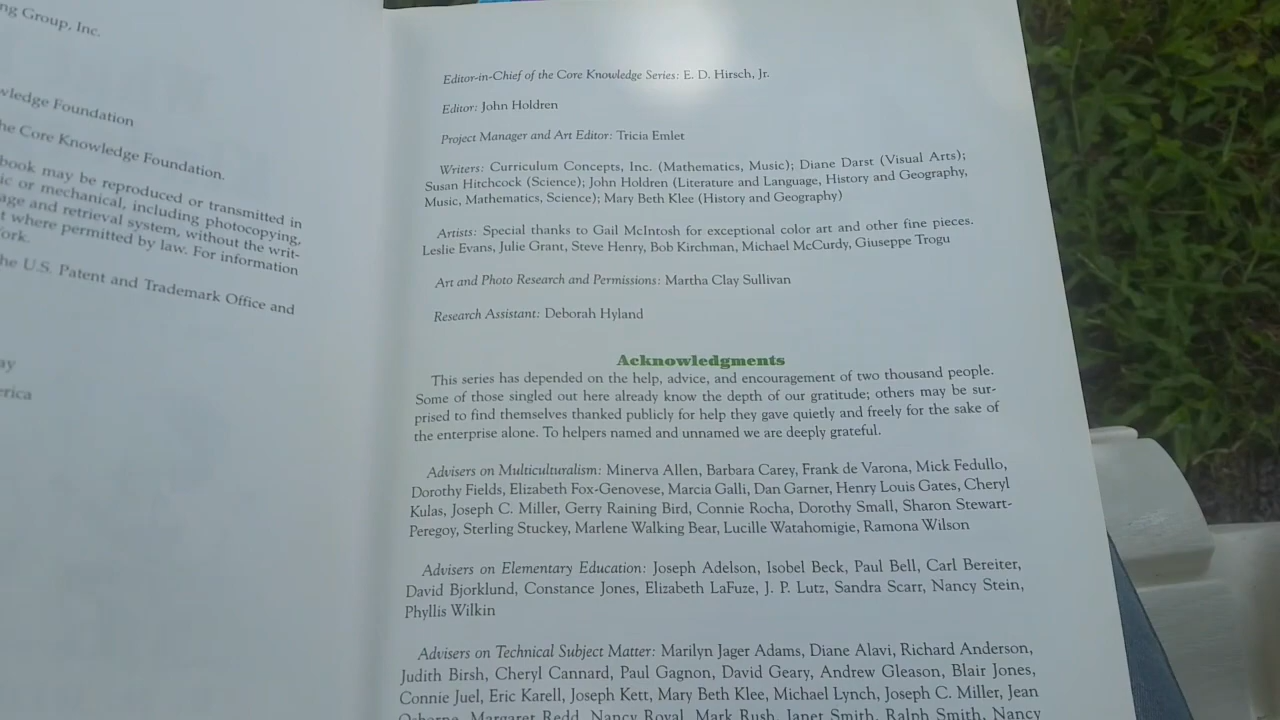 ng Group, Inc.
wledge Foundation
he Core Knowledge Foundation.
book may be reproduced or transmitted in
ic or mechanical, including photocopying,
age and retrieval system, without the writ-
t where permitted by law. For information
ork.
he U.S. Patent and Trademark Office and
ay
erica
Editor-in-Chief of the Core Knowledge Series: E. D. Hirsch, Jr.
Editor: John Holdren
Project Manager and Art Editor: Tricia Emlet
Writers: Curriculum Concepts, Inc. (Mathematics, Music); Diane Darst (Visual Arts);
Susan Hitchcock (Science); John Holdren (Literature and Language, History and Geography,
Music, Mathematics, Science); Mary Beth Klee (History and Geography)
Artists: Special thanks to Gail McIntosh for exceptional color art and other fine pieces.
Leslie Evans, Julie Grant, Steve Henry, Bob Kirchman, Michael McCurdy, Giuseppe Trogu
Art and Photo Research and Permissions: Martha Clay Sullivan
Research Assistant: Deborah Hyland
Acknowledgments
This series has depended on the help, advice, and encouragement of two thousand people.
Some of those singled out here already know the depth of our gratitude; others may be sur-
prised to find themselves thanked publicly for help they gave quietly and freely for the sake of
the enterprise alone. To helpers named and unnamed we are deeply grateful.
Advisers on Multiculturalism: Minerva Allen, Barbara Carey, Frank de Varona, Mick Fedullo,
Dorothy Fields, Elizabeth Fox-Genovese, Marcia Galli, Dan Garner, Henry Louis Gates, Cheryl
Kulas, Joseph C. Miller, Gerry Raining Bird, Connie Rocha, Dorothy Small, Sharon Stewart-
Peregoy, Sterling Stuckey, Marlene Walking Bear, Lucille Watahomigie, Ramona Wilson
Advisers on Elementary Education: Joseph Adelson, Isobel Beck, Paul Bell, Carl Bereiter,
David Bjorklund, Constance Jones, Elizabeth LaFuze, J. P. Lutz, Sandra Scarr, Nancy Stein,
Phyllis Wilkin
Advisers on Technical Subject Matter: Marilyn Jager Adams, Diane Alavi, Richard Anderson,
Judith Birsh, Cheryl Cannard, Paul Gagnon, David Geary, Andrew Gleason, Blair Jones,
Connie Juel, Eric Karell, Joseph Kett, Mary Beth Klee, Michael Lynch, Joseph C. Miller, Jean
Osborne, Margaret Redd, Nancy Royal, Mark Rush, Janet Smith, Ralph Smith, Nancy